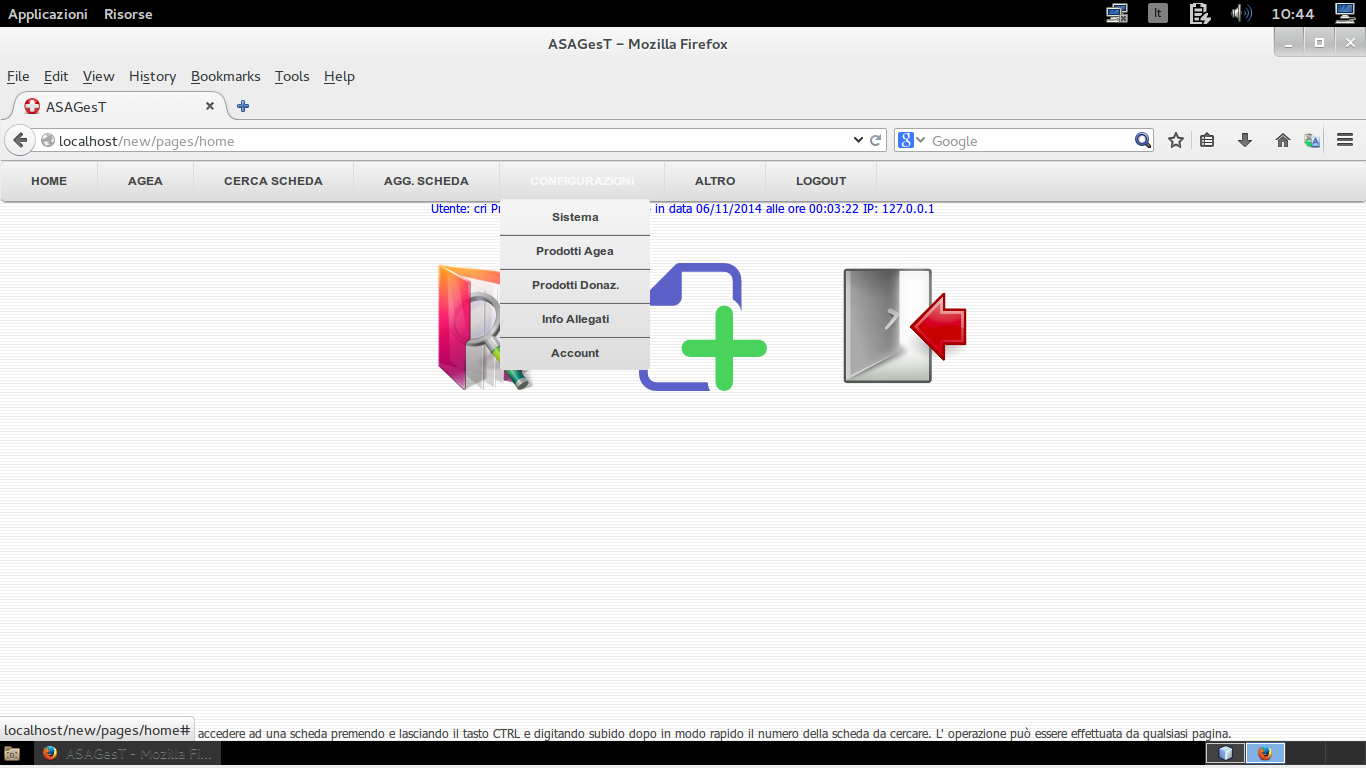 Applicazioni Risorse It 10:44
ASAGesT - Mozilla Firefox
File Edit View History Bookmarks Tools Help
ASAGesT
localhost/new/pages/home
Google
HOME AGEA CERCA SCHEDA AGG. SCHEDA CONFIGURAZIONI ALTRO LOGOUT
Utente: cri in data 06/11/2014 alle ore 00:03:22 IP: 127.0.0.1
Sistema
Prodotti Agea
Prodotti Donaz.
Info Allegati
Account
localhost/new/pages/home# accedere ad una scheda premendo e lasciando il tasto CTRL e digitando subido dopo in modo rapido il numero della scheda da cercare. L' operazione può essere effettuata da qualsiasi pagina.
ASAGesT - Mozilla Fi...